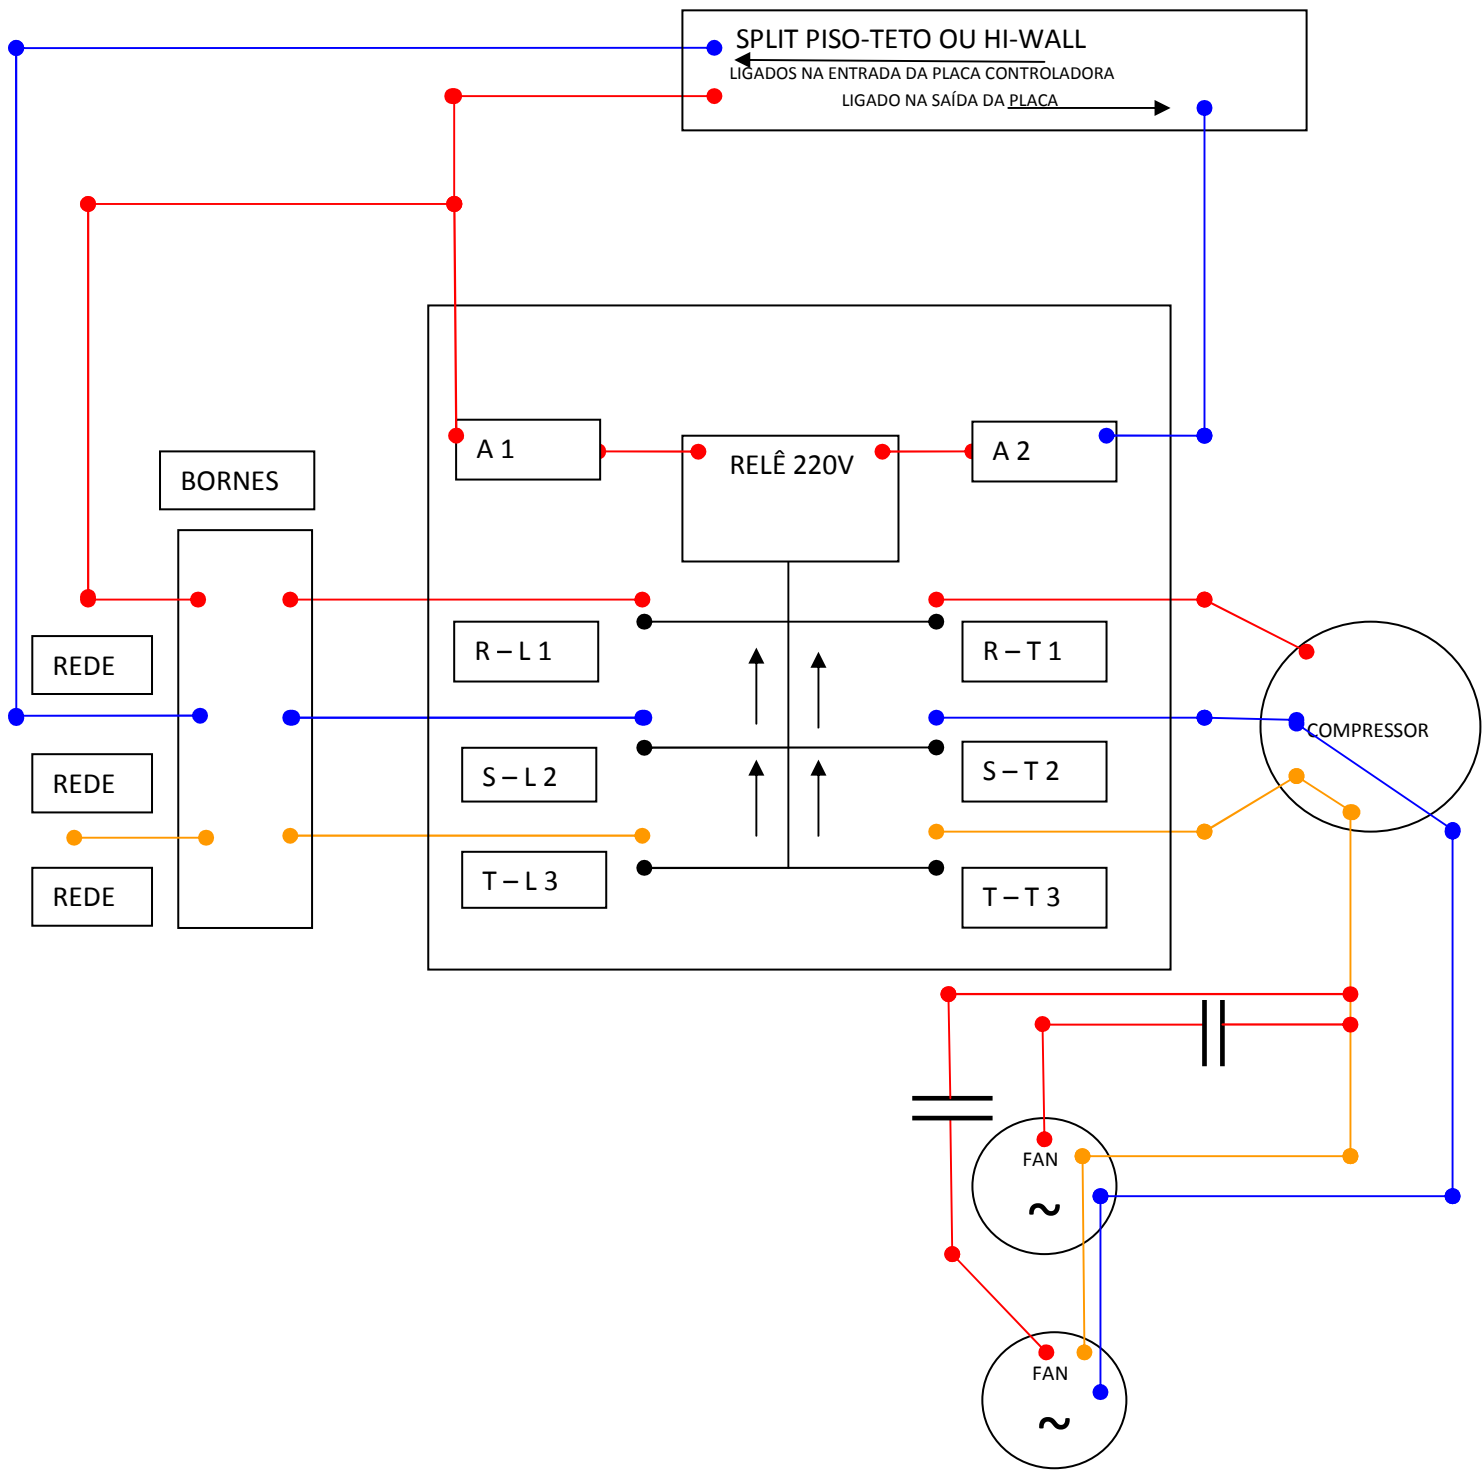 SPLIT PISO-TETO OU HI-WALL
LIGADOS NA ENTRADA DA PLACA CONTROLADORA
LIGADO NA SAÍDA DA PLACA
A 1
RELÊ 220V
A 2
BORNES
REDE
R – L 1
R – T 1
COMPRESSOR
REDE
S – L 2
S – T 2
REDE
T – L 3
T – T 3
FAN
~
FAN
~